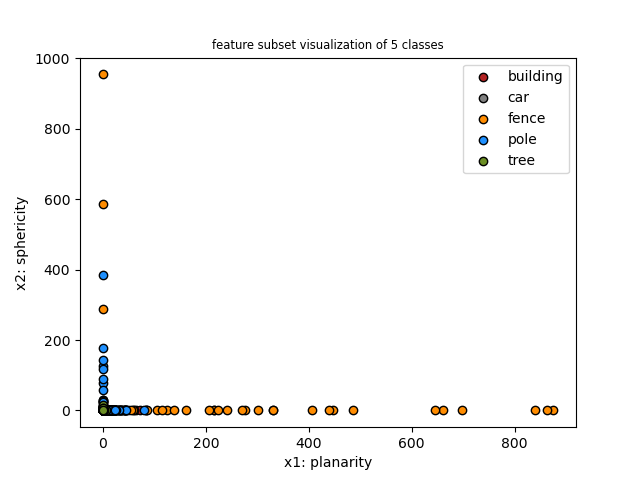 feature subset visualization of 5 classes
1000
800
600
400
200
0
x2: sphericity
building
car
fence
pole
tree
0 200 400 600 800
x1: planarity